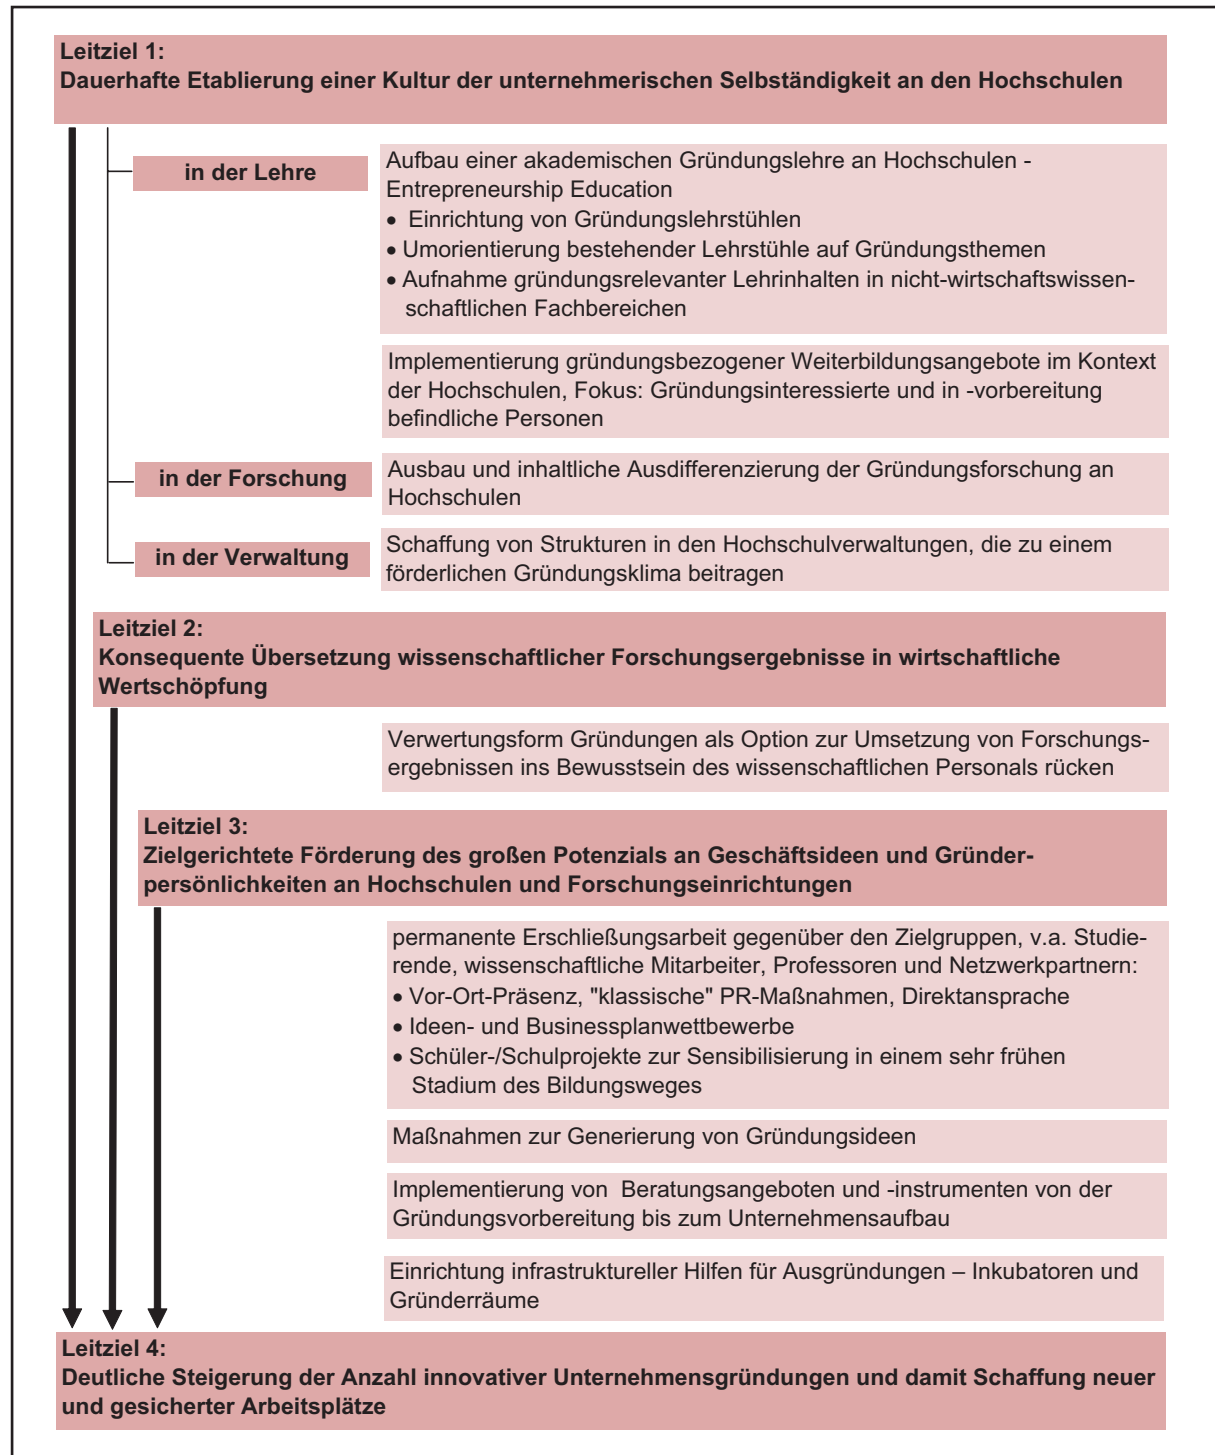 Leitziel 1:
Dauerhafte Etablierung einer Kultur der unternehmerischen Selbständigkeit an den Hochschulen
in der Lehre
Aufbau einer akademischen Gründungslehre an Hochschulen -
Entrepreneurship Education
• Einrichtung von Gründungslehrstühlen
• Umorientierung bestehender Lehrstühle auf Gründungsthemen
• Aufnahme gründungsrelevanter Lehrinhalten in nicht-wirtschaftswissen-
schaftlichen Fachbereichen
Implementierung gründungsbezogener Weiterbildungsangebote im Kontext
der Hochschulen, Fokus: Gründungsinteressierte und in -vorbereitung
befindliche Personen
in der Forschung
Ausbau und inhaltliche Ausdifferenzierung der Gründungsforschung an
Hochschulen
in der Verwaltung
Schaffung von Strukturen in den Hochschulverwaltungen, die zu einem
förderlichen Gründungsklima beitragen
Leitziel 2:
Konsequente Übersetzung wissenschaftlicher Forschungsergebnisse in wirtschaftliche
Wertschöpfung
Verwertungsform Gründungen als Option zur Umsetzung von Forschungs-
ergebnissen ins Bewusstsein des wissenschaftlichen Personals rücken
Leitziel 3:
Zielgerichtete Förderung des großen Potenzials an Geschäftsideen und Gründer-
persönlichkeiten an Hochschulen und Forschungseinrichtungen
permanente Erschließungsarbeit gegenüber den Zielgruppen, v.a. Studie-
rende, wissenschaftliche Mitarbeiter, Professoren und Netzwerkpartnern:
• Vor-Ort-Präsenz, "klassische" PR-Maßnahmen, Direktansprache
• Ideen- und Businessplanwettbewerbe
• Schüler-/Schulprojekte zur Sensibilisierung in einem sehr frühen
Stadium des Bildungsweges
Maßnahmen zur Generierung von Gründungsideen
Implementierung von Beratungsangeboten und -instrumenten von der
Gründungsvorbereitung bis zum Unternehmensaufbau
Einrichtung infrastruktureller Hilfen für Ausgründungen – Inkubatoren und
Gründerräume
Leitziel 4:
Deutliche Steigerung der Anzahl innovativer Unternehmensgründungen und damit Schaffung neuer
und gesicherter Arbeitsplätze